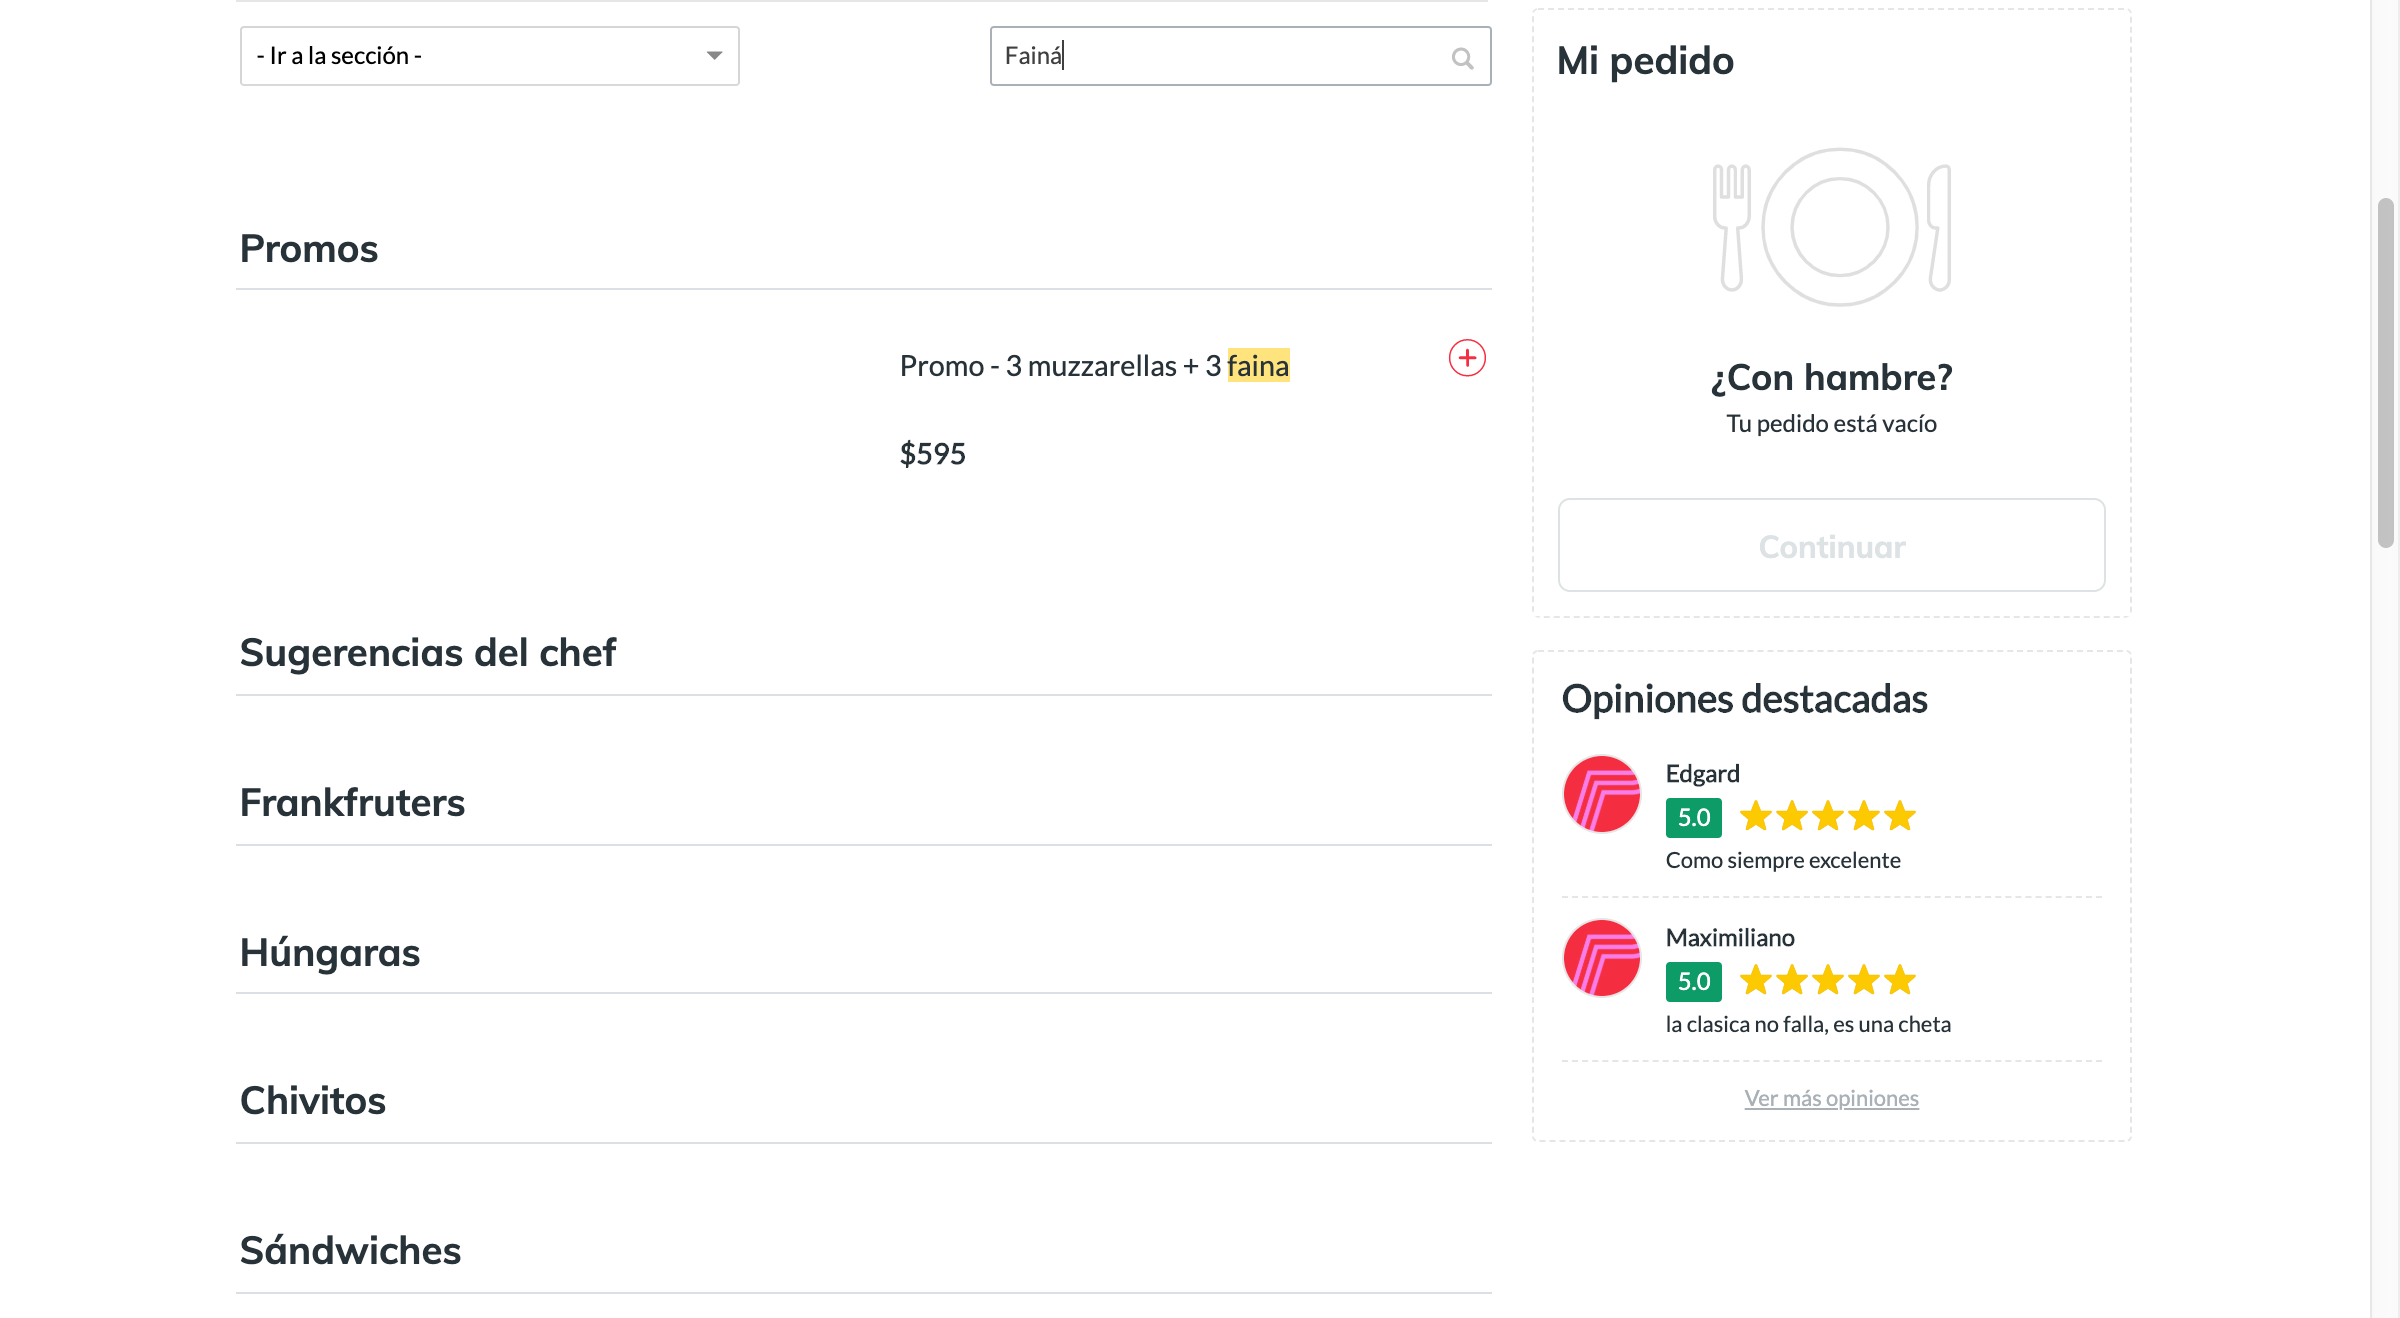 - Ir a la sección -
Fainá
Promos
Promo - 3 muzzarellas + 3 faina
$595
Sugerencias del chef
Frankfruters
Húngaras
Chivitos
Sándwiches
Mi pedido
¿Con hambre?
Tu pedido está vacío
Continuar
Opiniones destacadas
Edgard
5.0
Como siempre excelente
Maximiliano
5.0
la clasica no falla, es una cheta
Ver más opiniones